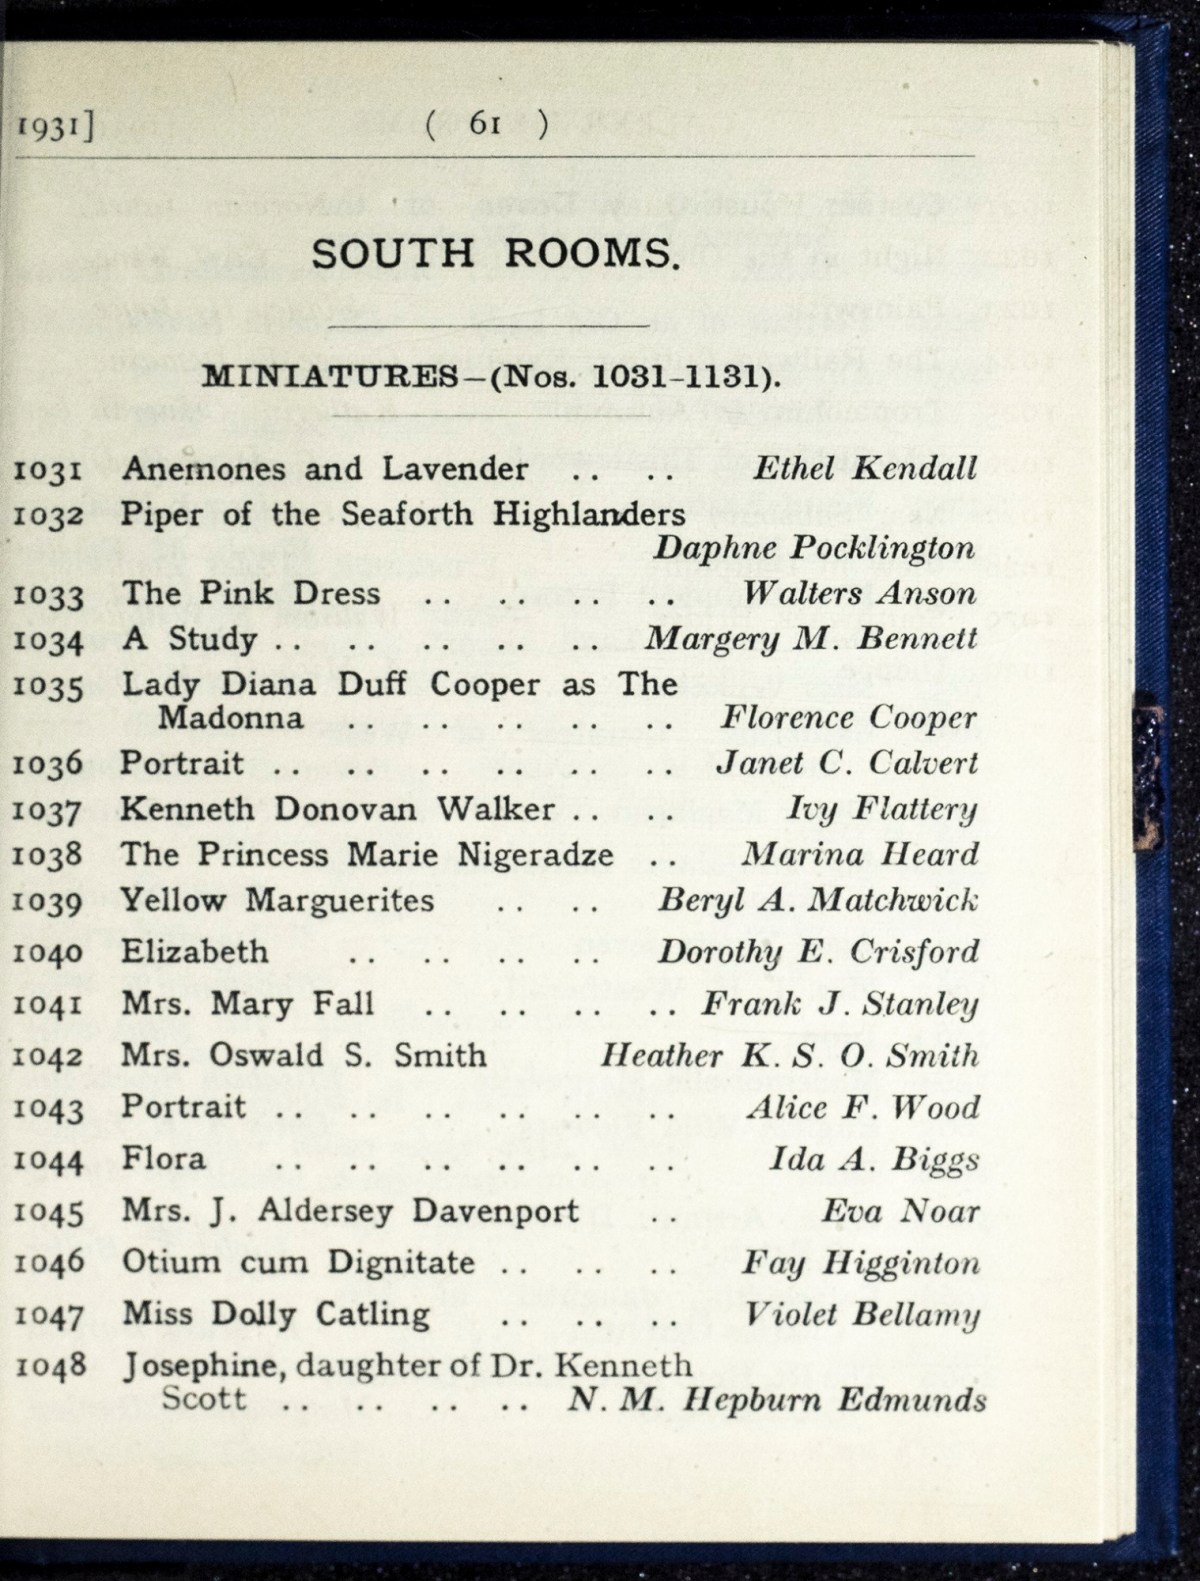 1931] ( 61 )
SOUTH ROOMS.
MINIATURES—(Nos. 1031-1131).
1031 Anemones and Lavender .. .. Ethel Kendall
1032 Piper of the Seaforth Highlanders
Daphne Pocklington
1033 The Pink Dress .. .. .. .. Walters Anson
1034 A Study .. .. .. .. .. Margery M. Bennett
1035 Lady Diana Duff Cooper as The
Madonna .. .. .. .. .. Florence Cooper
1036 Portrait .. .. .. .. .. .. Janet C. Calvert
1037 Kenneth Donovan Walker .. .. Ivy Flattery
1038 The Princess Marie Nigeradze .. Marina Heard
1039 Yellow Marguerites .. .. Beryl A. Matchwick
1040 Elizabeth .. .. .. .. Dorothy E. Crisford
1041 Mrs. Mary Fall .. .. .. .. Frank J. Stanley
1042 Mrs. Oswald S. Smith Heather K. S. O. Smith
1043 Portrait .. .. .. .. .. .. Alice F. Wood
1044 Flora .. .. .. .. .. .. Ida A. Biggs
1045 Mrs. J. Aldersey Davenport .. Eva Noar
1046 Otium cum Dignitate .. .. .. Fay Higginton
1047 Miss Dolly Catling .. .. .. Violet Bellamy
1048 Josephine, daughter of Dr. Kenneth
Scott .. .. .. .. N. M. Hepburn Edmunds